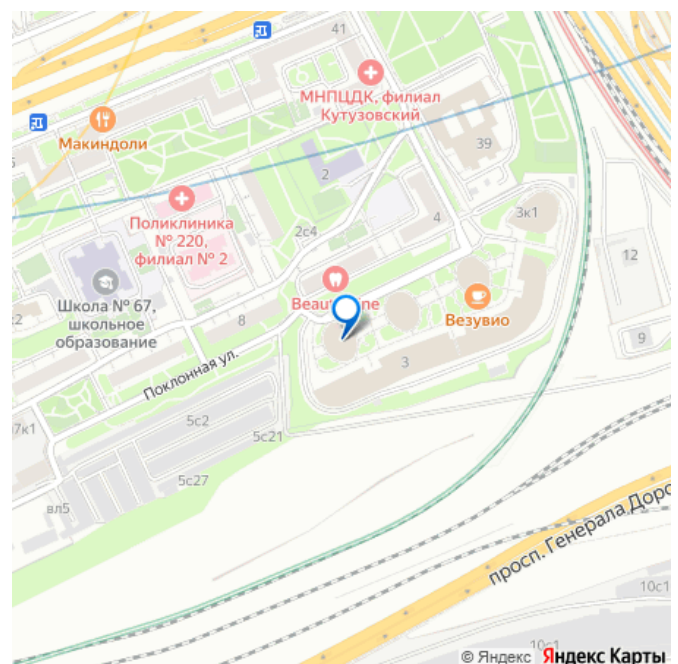 41
МНПЦДК, филиал
Кутузовский
Макиндоли
39
2
Поликлиника
№ 220,
филиал № 2
2с4
4
3к1
12
Школа № 67,
школьное
образование
8
Везувио
9
3
Поклонная ул.
5с2
7к1
5с21
5с27
вл5
просп. Генерала Доро
10с1
10с1
© Яндекс Яндекс Карты